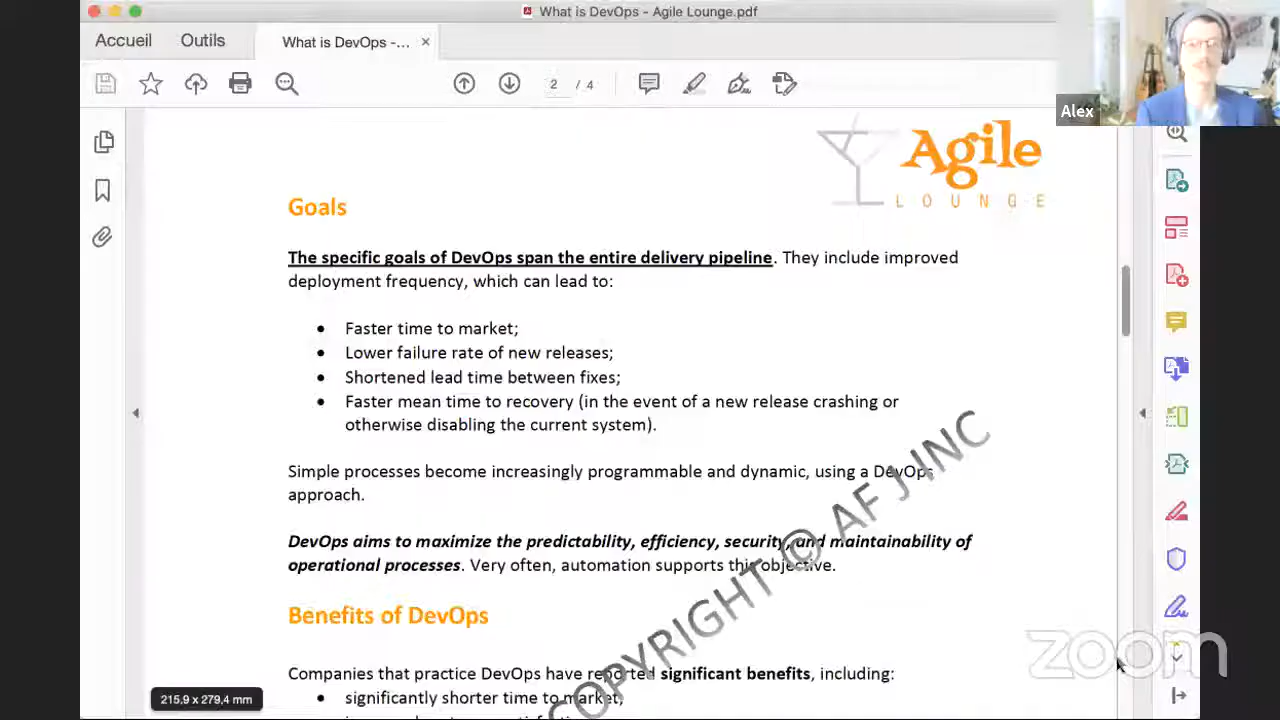 What is DevOps - Agile Lounge.pdf
Accueil
Outils
What is DevOps -...
2 / 4
Alex
Agile
LOUNGE
Goals
The specific goals of DevOps span the entire delivery pipeline. They include improved
deployment frequency, which can lead to:
• Faster time to market;
• Lower failure rate of new releases;
• Shortened lead time between fixes;
• Faster mean time to recovery (in the event of a new release crashing or
otherwise disabling the current system).
Simple processes become increasingly programmable and dynamic, using a DevOps
approach.
DevOps aims to maximize the predictability, efficiency, security, and maintainability of
operational processes. Very often, automation supports this objective.
Benefits of DevOps
Companies that practice DevOps have reported significant benefits, including:
• significantly shorter time to market;
COPYRIGHT © AF J INC
215,9 x 279,4 mm
zoom